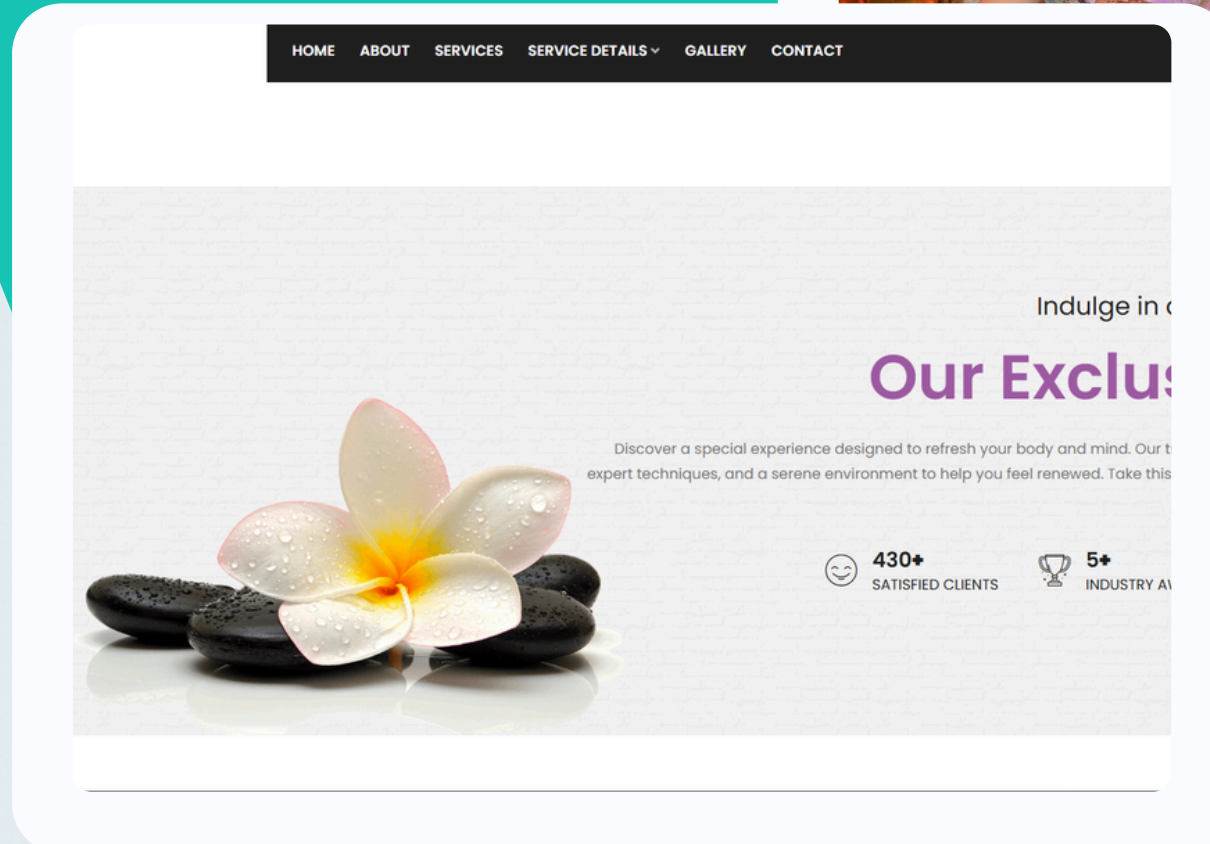 HOME ABOUT SERVICES SERVICE DETAILS GALLERY CONTACT
Indulge in
Our Exclus
Discover a special experience designed to refresh your body and mind. Our
expert techniques, and a serene environment to help you feel renewed. Take this
430+ 5+
SATISFIED CLIENTS INDUSTRY